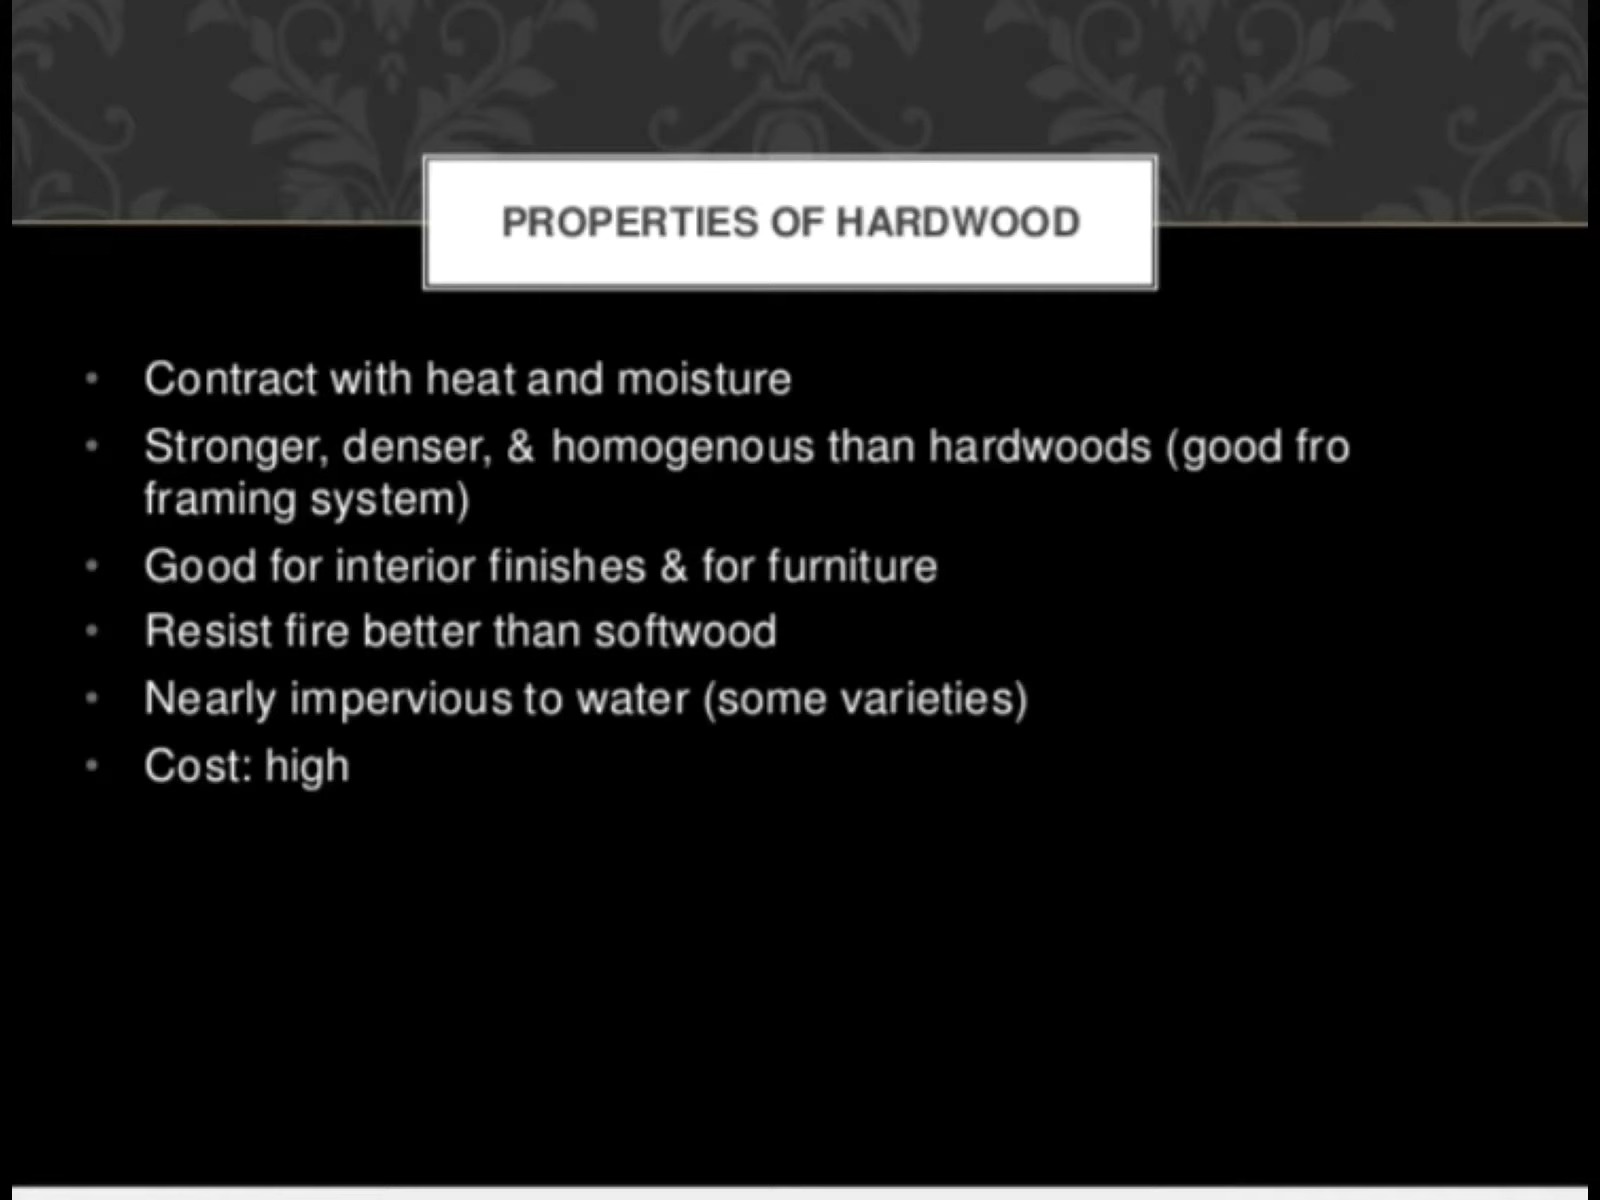 PROPERTIES OF HARDWOOD
• Contract with heat and moisture
• Stronger, denser, & homogenous than hardwoods (good fro
framing system)
• Good for interior finishes & for furniture
• Resist fire better than softwood
• Nearly impervious to water (some varieties)
• Cost: high